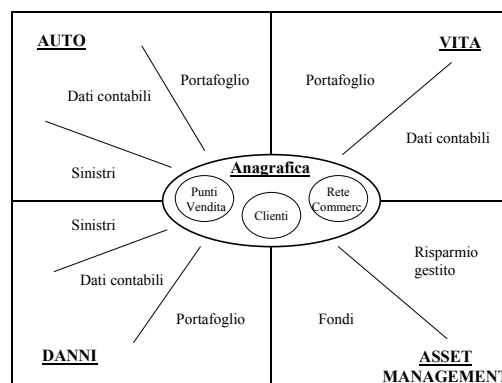 AUTO
VITA
Portafoglio
Portafoglio
Dati contabili
Dati contabili
Sinistri
Anagrafica
Punti
Vendita
Clienti
Rete
Commerc.
Sinistri
Dati contabili
Portafoglio
Risparmio
gestito
Fondi
DANNI
ASSET
MANAGEMENT